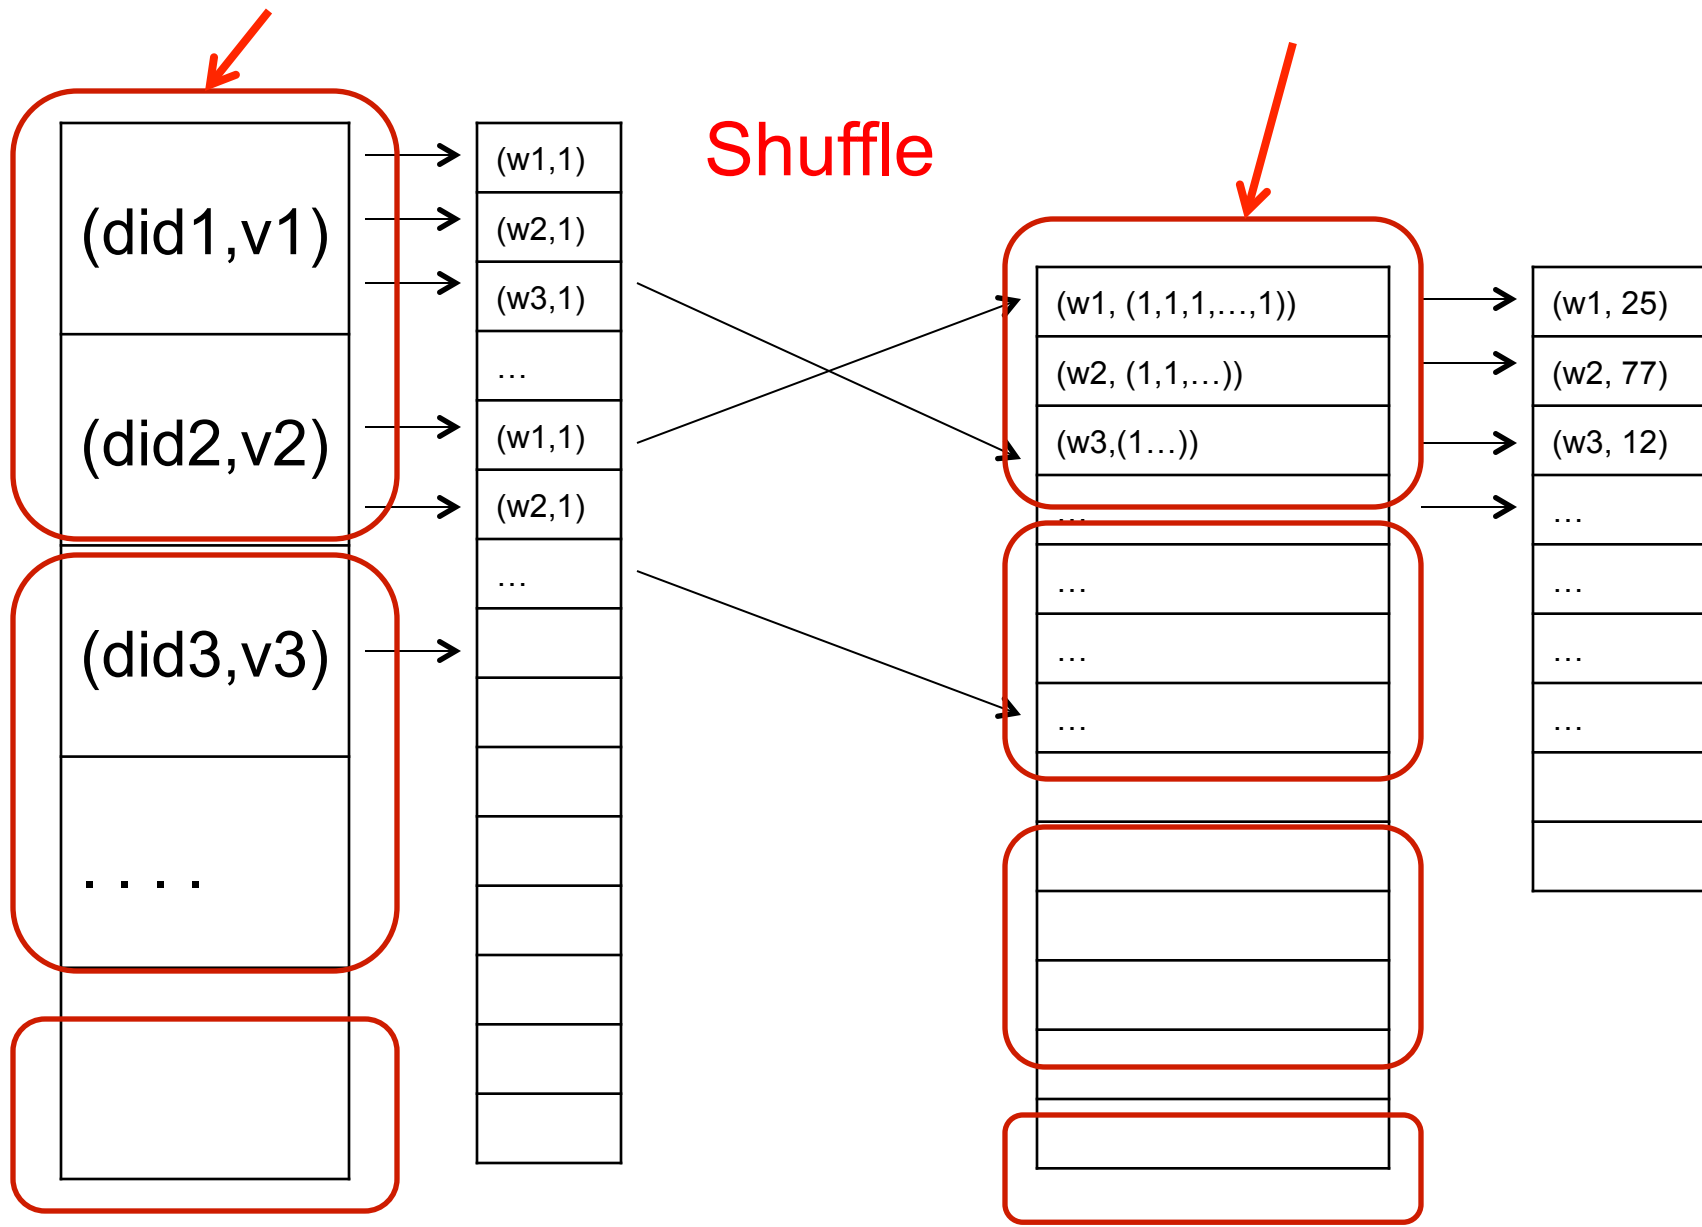 Shuffle
(did1,v1)
(did2,v2)
(did3,v3)
. . . .
(w1,1)
(w2,1)
(w3,1)
…
(w1,1)
(w2,1)
…
(w1, (1,1,1,…,1))
(w2, (1,1,…))
(w3,(1…))
…
…
…
…
(w1, 25)
(w2, 77)
(w3, 12)
…
…
…
…